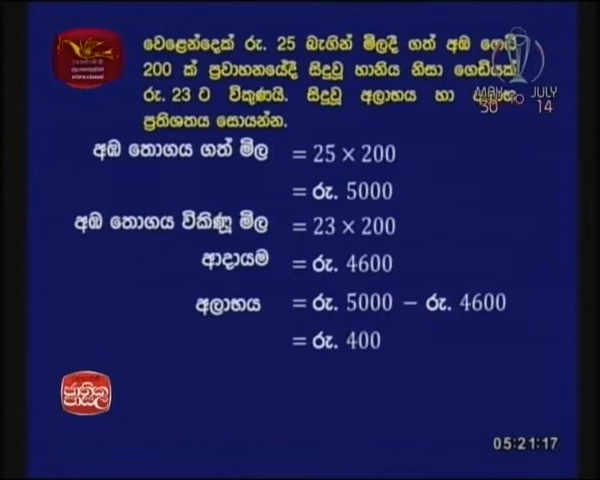 වෙළෙන්දෙක් රු. 25 බැගින් මිලදී ගත් අඹ ගෙඩි
200 ක් ප්‍රවාහනයේදී සිදුවූ හානිය නිසා ගෙඩියක්
රු. 23 ට විකුණයි. සිදුවූ අලාභය හා
ප්‍රතිශතය සොයන්න.
MAY 30 TO JULY 14
අඹ තොගය ගත් මිල = 25 × 200
= රු. 5000
අඹ තොගය විකිණූ මිල = 23 × 200
ආදායම = රු. 4600
අලාභය = රු. 5000 − රු. 4600
= රු. 400
ජාතික
පාසල
05:21:17